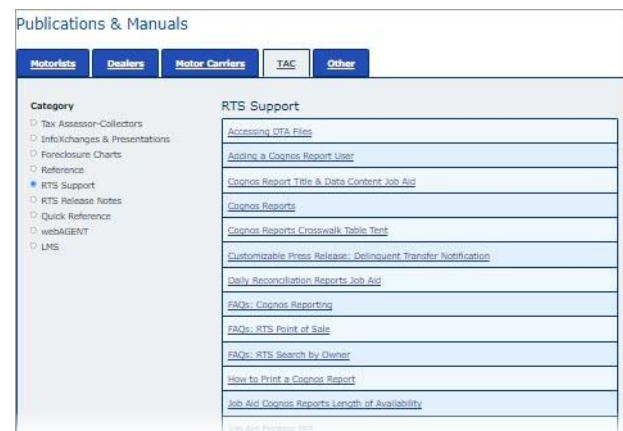 Publications & Manuals
Motorists
Dealers
Motor Carriers
TAC
Other
Category
Tax Assessor-Collectors
InfoXchanges & Presentations
Foreclosure Charts
Reference
RTS Support
RTS Release Notes
Quick Reference
webAGENT
LMS
RTS Support
Accessing DTA Files
Adding a Cognos Report User
Cognos Report Title & Data Content Job Aid
Cognos Reports
Cognos Reports Crosswalk Table Tent
Customizable Press Release: Delinquent Transfer Notification
Daily Reconciliation Reports Job Aid
FAQs: Cognos Reporting
FAQs: RTS Point of Sale
FAQs: RTS Search by Owner
How to Print a Cognos Report
Job Aid Cognos Reports Length of Availability
Job Aid